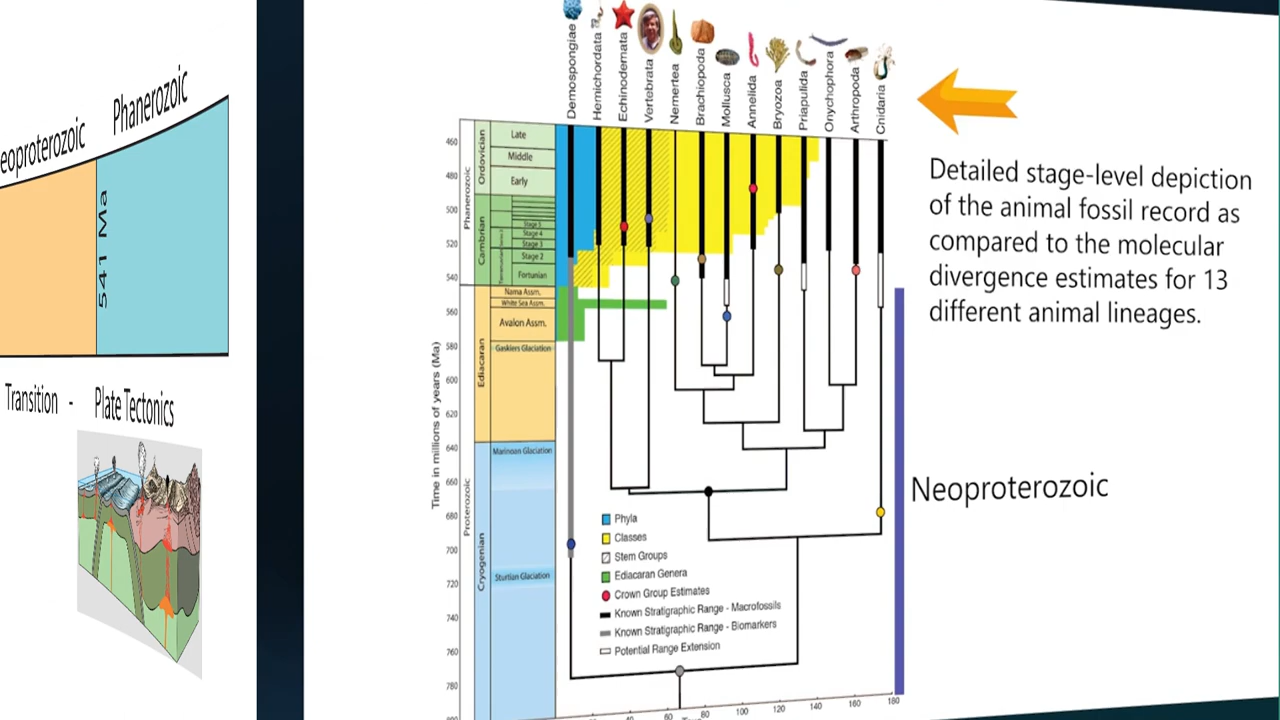 eoproterozoic
Phanerozoic
541 Ma
Transition - Plate Tectonics
Demospongiae
Hemichordata
Echinodermata
Vertebrata
Nemertea
Brachiopoda
Mollusca
Annelida
Bryozoa
Priapulida
Onychophora
Arthropoda
Cnidaria
Time in millions of years (Ma)
Phanerozoic
Proterozoic
Ordovician
Cambrian
Ediacaran
Cryogenian
Late
Middle
Early
Stage 5
Stage 4
Stage 3
Stage 2
Fortunian
Nama Assm.
White Sea Assm.
Avalon Assm.
Gaskiers Glaciation
Marinoan Glaciation
Sturtian Glaciation
460
480
500
520
540
560
580
600
620
640
660
680
700
720
740
760
780
Phyla
Classes
Stem Groups
Ediacaran Genera
Crown Group Estimates
Known Stratigraphic Range - Macrofossils
Known Stratigraphic Range - Biomarkers
Potential Range Extension
60 80 100 120 140 160 180
Detailed stage-level depiction
of the animal fossil record as
compared to the molecular
divergence estimates for 13
different animal lineages.
Neoproterozoic